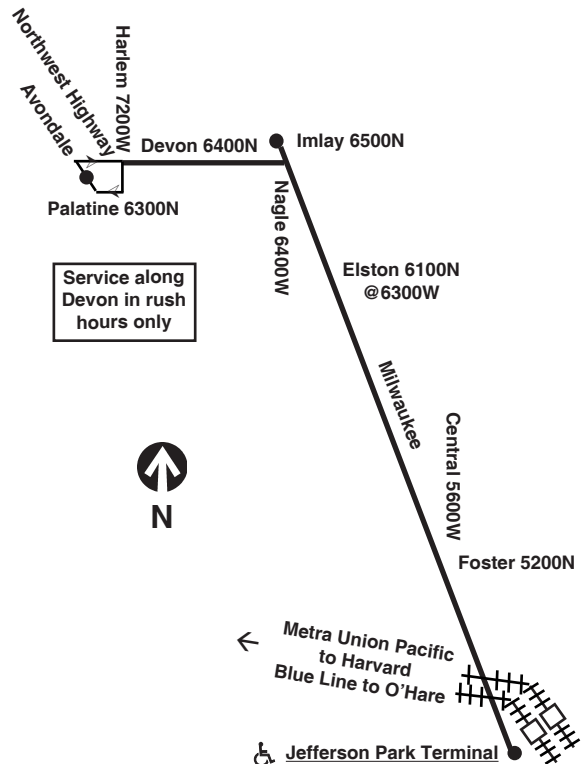 Northwest Highway
Avondale
Harlem 7200W
Devon 6400N
Imlay 6500N
Palatine 6300N
Nagle 6400W
Service along
Devon in rush
hours only
Elston 6100N
@6300W
Milwaukee
Central 5600W
N
Foster 5200N
Metra Union Pacific
to Harvard
Blue Line to O’Hare
Jefferson Park Terminal